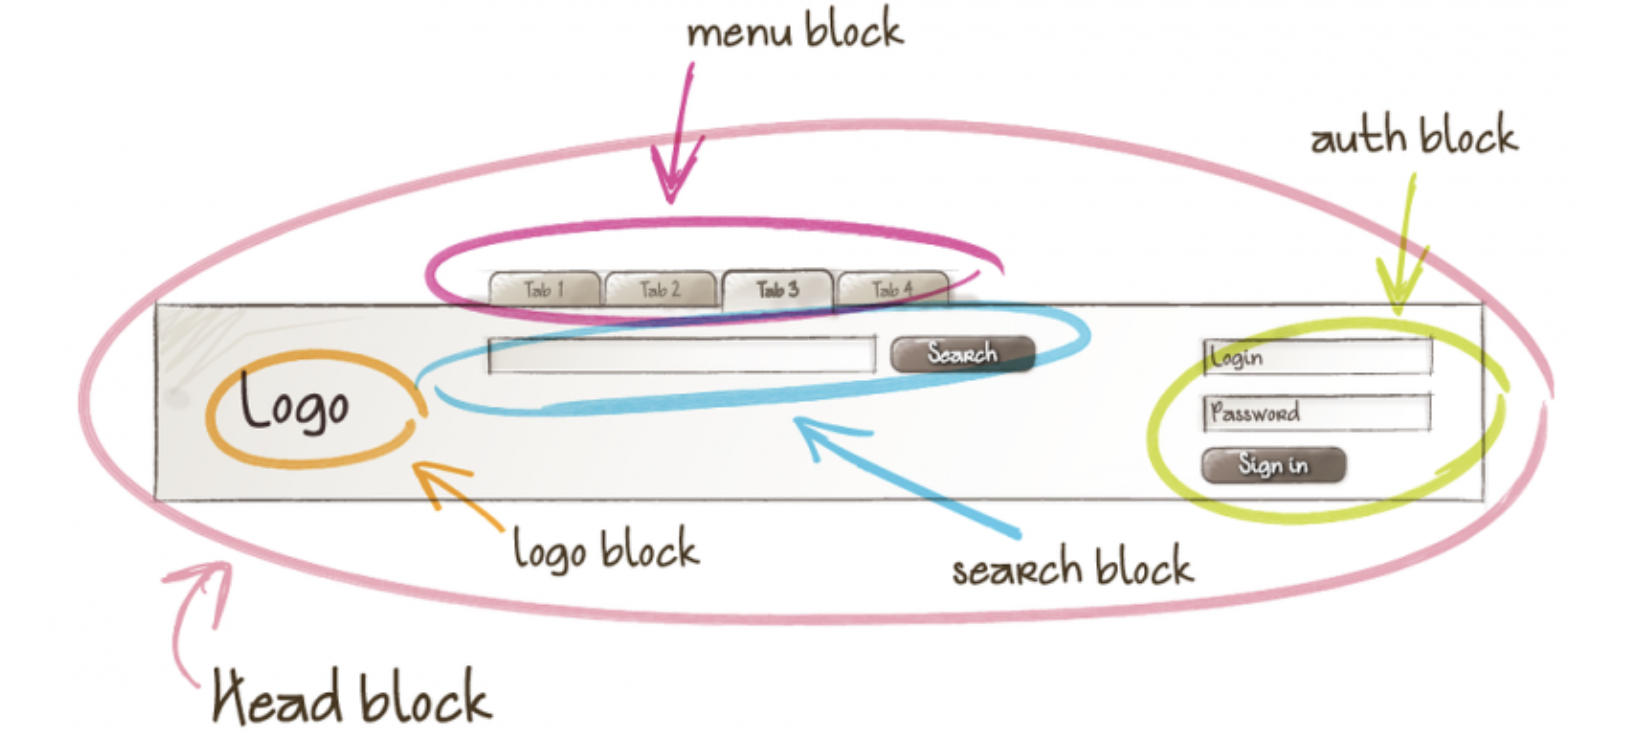 menu block
auth block
Tab 1
Tab 2
Tab 3
Tab 4
Search
Login
Logo
Password
Sign in
logo block
search block
Head block